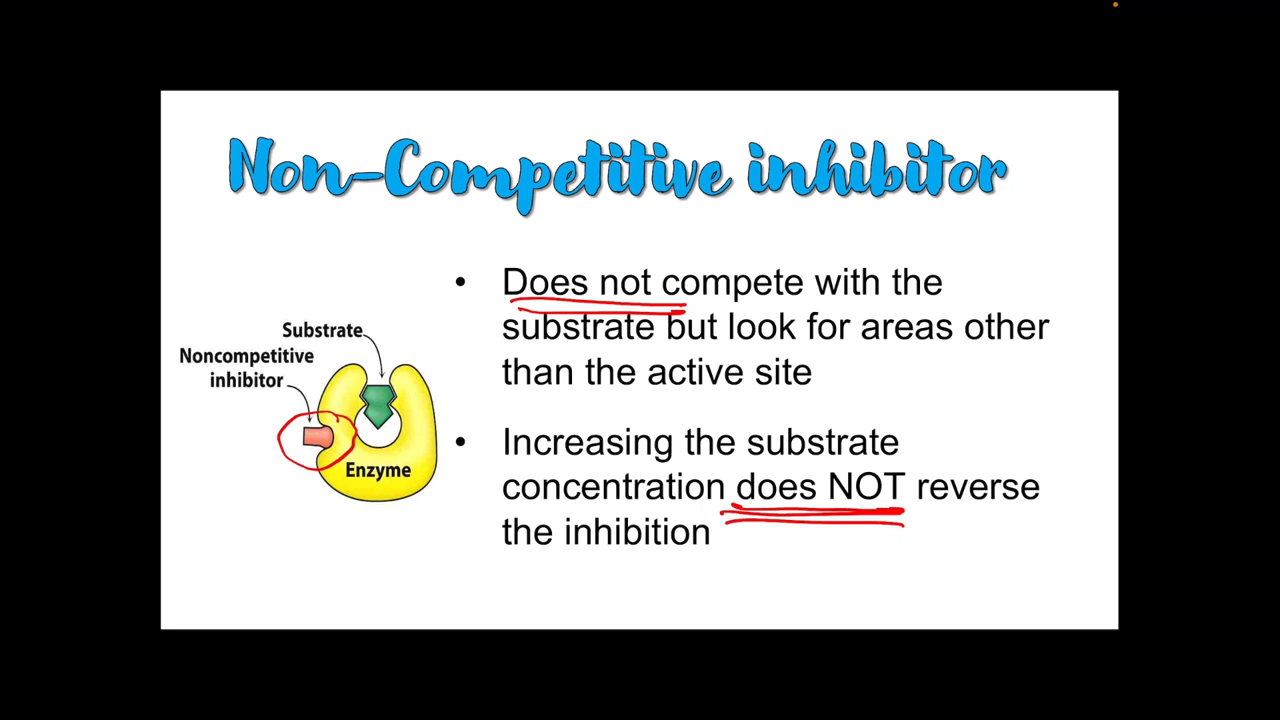 Non-Competitive inhibitor
• Does not compete with the
substrate but look for areas other
than the active site
Substrate
Noncompetitive
inhibitor
Enzyme
• Increasing the substrate
concentration does NOT reverse
the inhibition